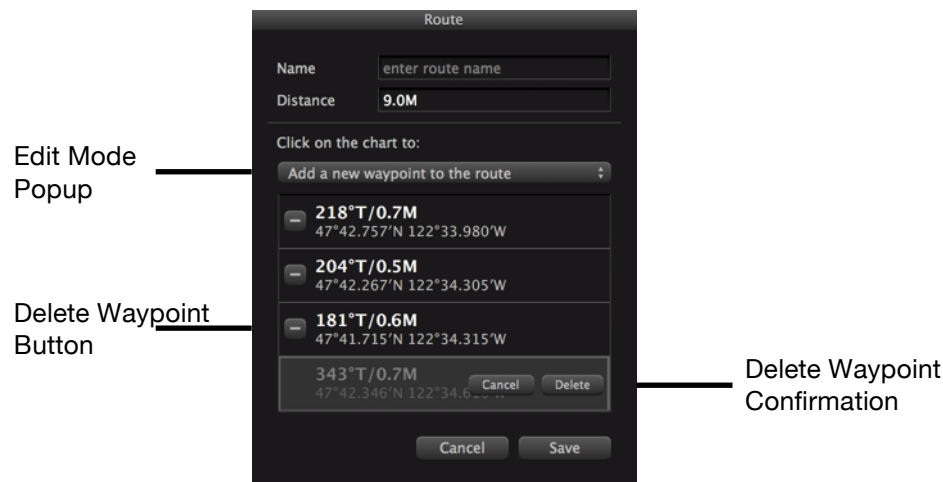 Route
Name enter route name
Distance 9.0M
Click on the chart to:
Edit Mode
Popup
Add a new waypoint to the route
218°T/0.7M
47°42.757'N 122°33.980'W
204°T/0.5M
47°42.267'N 122°34.305'W
Delete Waypoint
Button
181°T/0.6M
47°41.715'N 122°34.315'W
343°T/0.7M
47°42.346'N
Cancel Delete
Delete Waypoint
Confirmation
Cancel Save